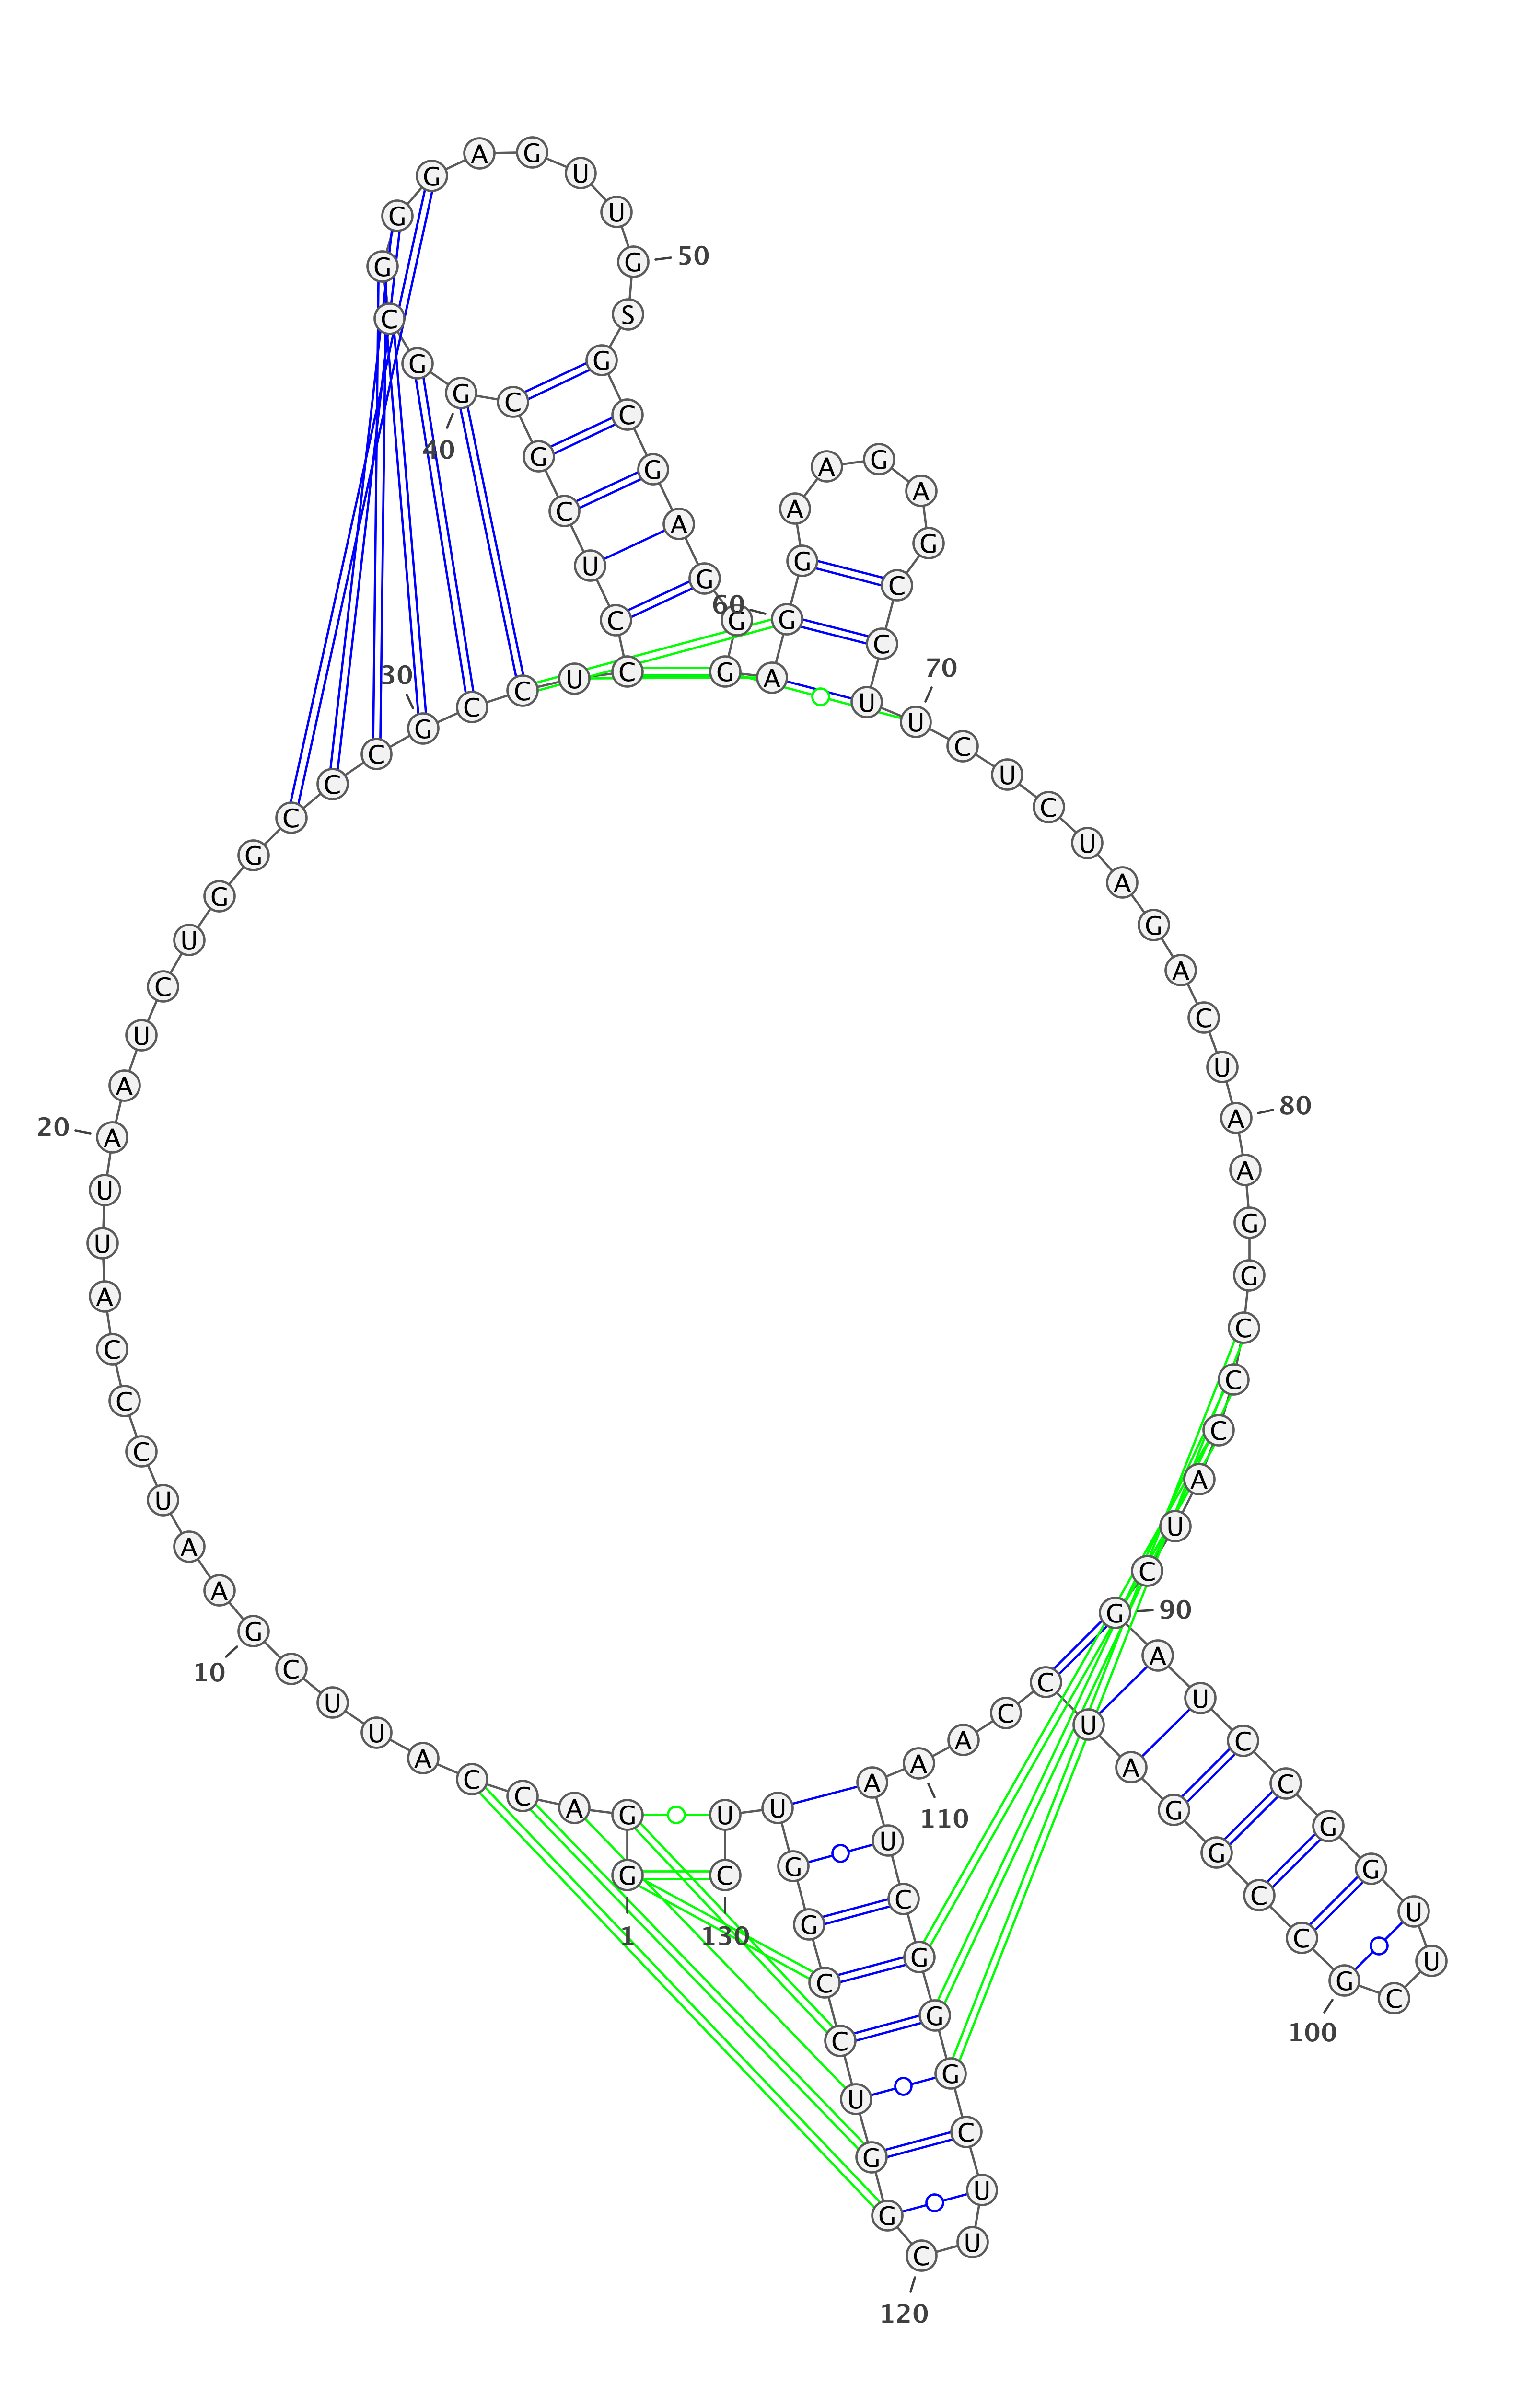 G G A C C A U U C G
A A U C C C A U U A
A U C U G G C C C G
C C U C C U C G C G
G C G G G A G U U G
S G C G A G G G A G
G A A G A G C C U U
C U C U A G A C U A
A G G C C C A U C G
A U C C G G U U C G
C C G G A U C C A A
A U C G G G C U U C
G G U C C G G U U C
1
10
20
30
40
50
60
70
80
90
100
110
120
130